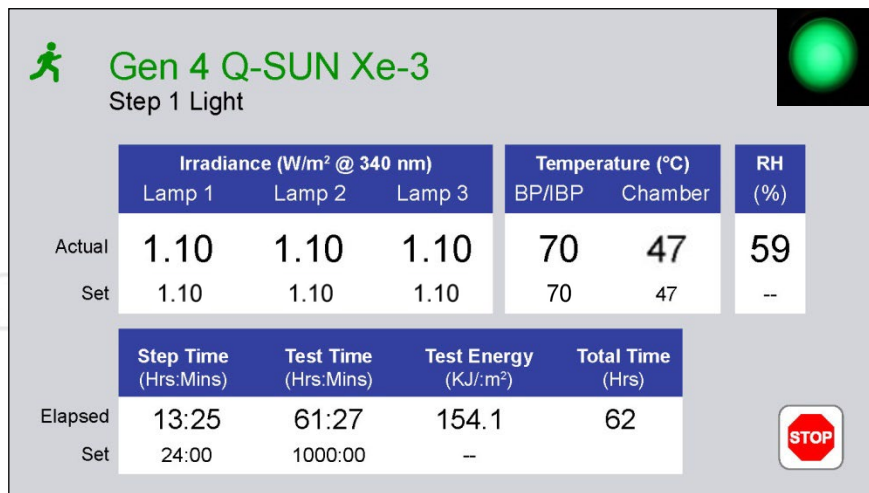 Gen 4 Q-SUN Xe-3
Step 1 Light
Irradiance (W/m² @ 340 nm) Temperature (°C) RH
Lamp 1 Lamp 2 Lamp 3 BP/IBP Chamber (%)
Actual 1.10 1.10 1.10 70 47 59
Set 1.10 1.10 1.10 70 47 --
Step Time Test Time Test Energy Total Time
(Hrs:Mins) (Hrs:Mins) (KJ/:m²) (Hrs)
Elapsed 13:25 61:27 154.1 62
Set 24:00 1000:00 --
STOP